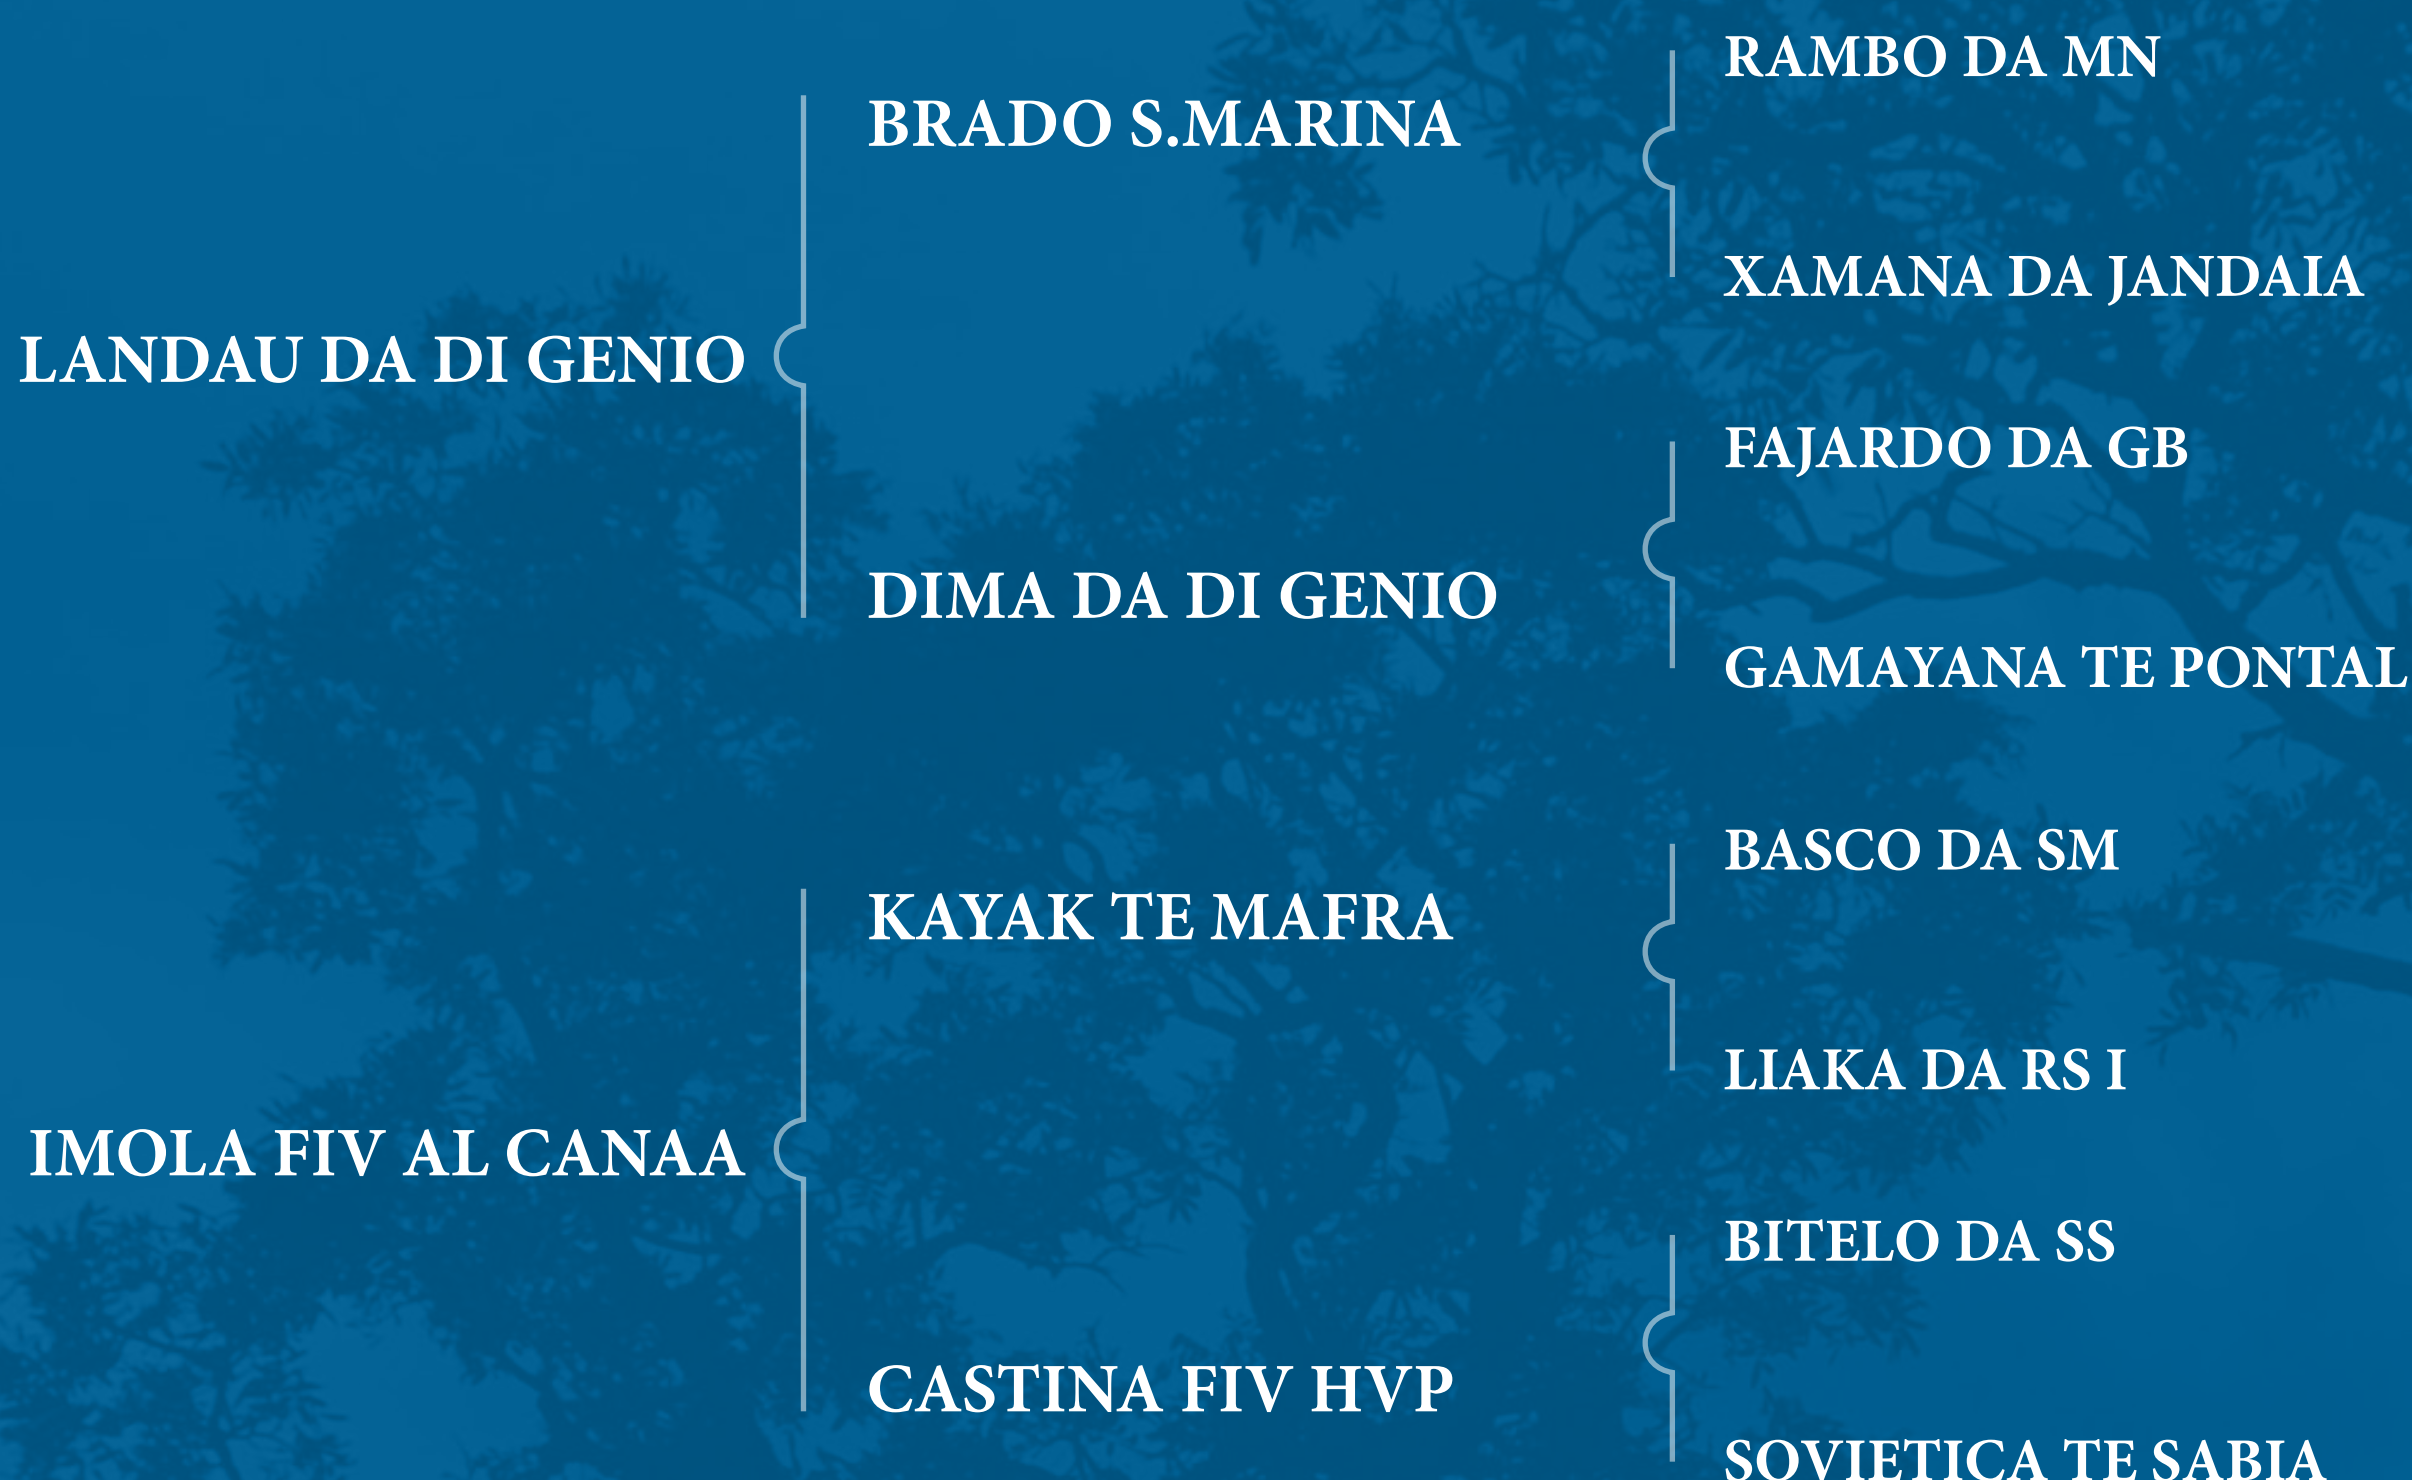 RAMBO DA MN
BRADO S.MARINA
XAMANA DA JANDAIA
LANDAU DA DI GENIO
FAJARDO DA GB
DIMA DA DI GENIO
GAMAYANA TE PONTAL
BASCO DA SM
KAYAK TE MAFRA
LIAKA DA RS I
IMOLA FIV AL CANAA
BITELO DA SS
CASTINA FIV HVP
SOVIETICA TE SABIA